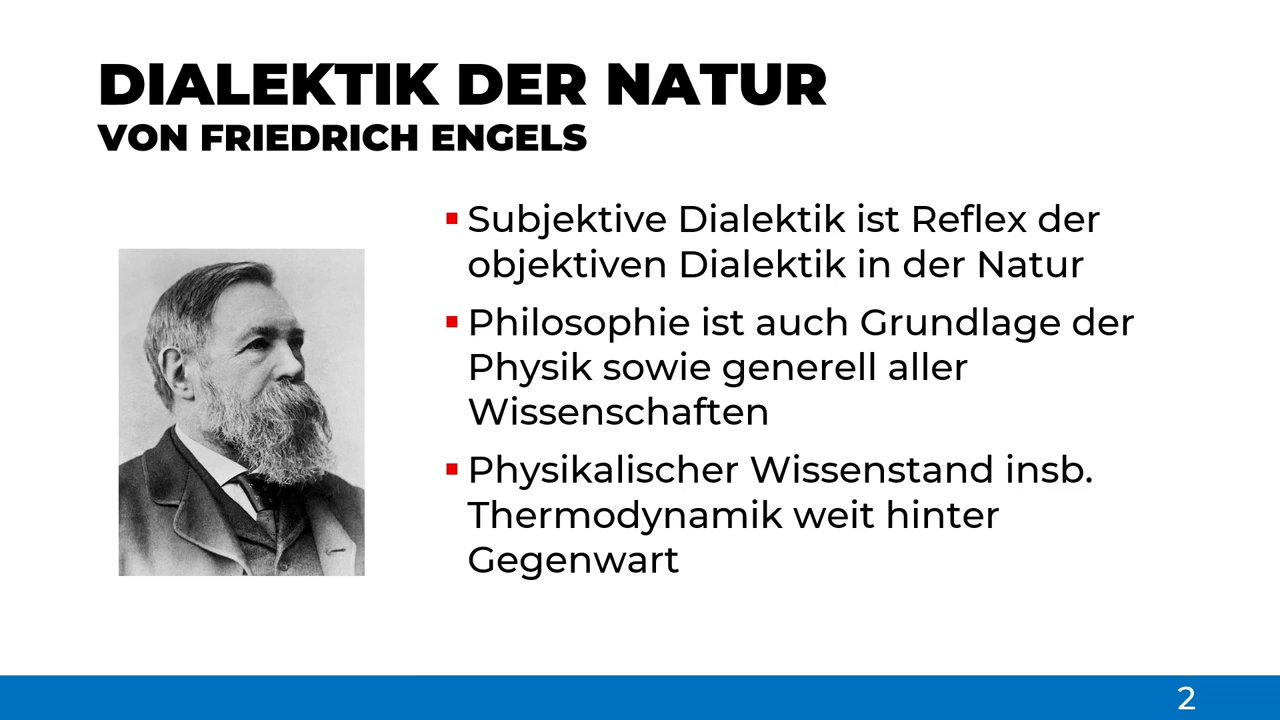 DIALEKTIK DER NATUR
VON FRIEDRICH ENGELS
Subjektive Dialektik ist Reflex der
objektiven Dialektik in der Natur
Philosophie ist auch Grundlage der
Physik sowie generell aller
Wissenschaften
Physikalischer Wissenstand insb.
Thermodynamik weit hinter
Gegenwart
2